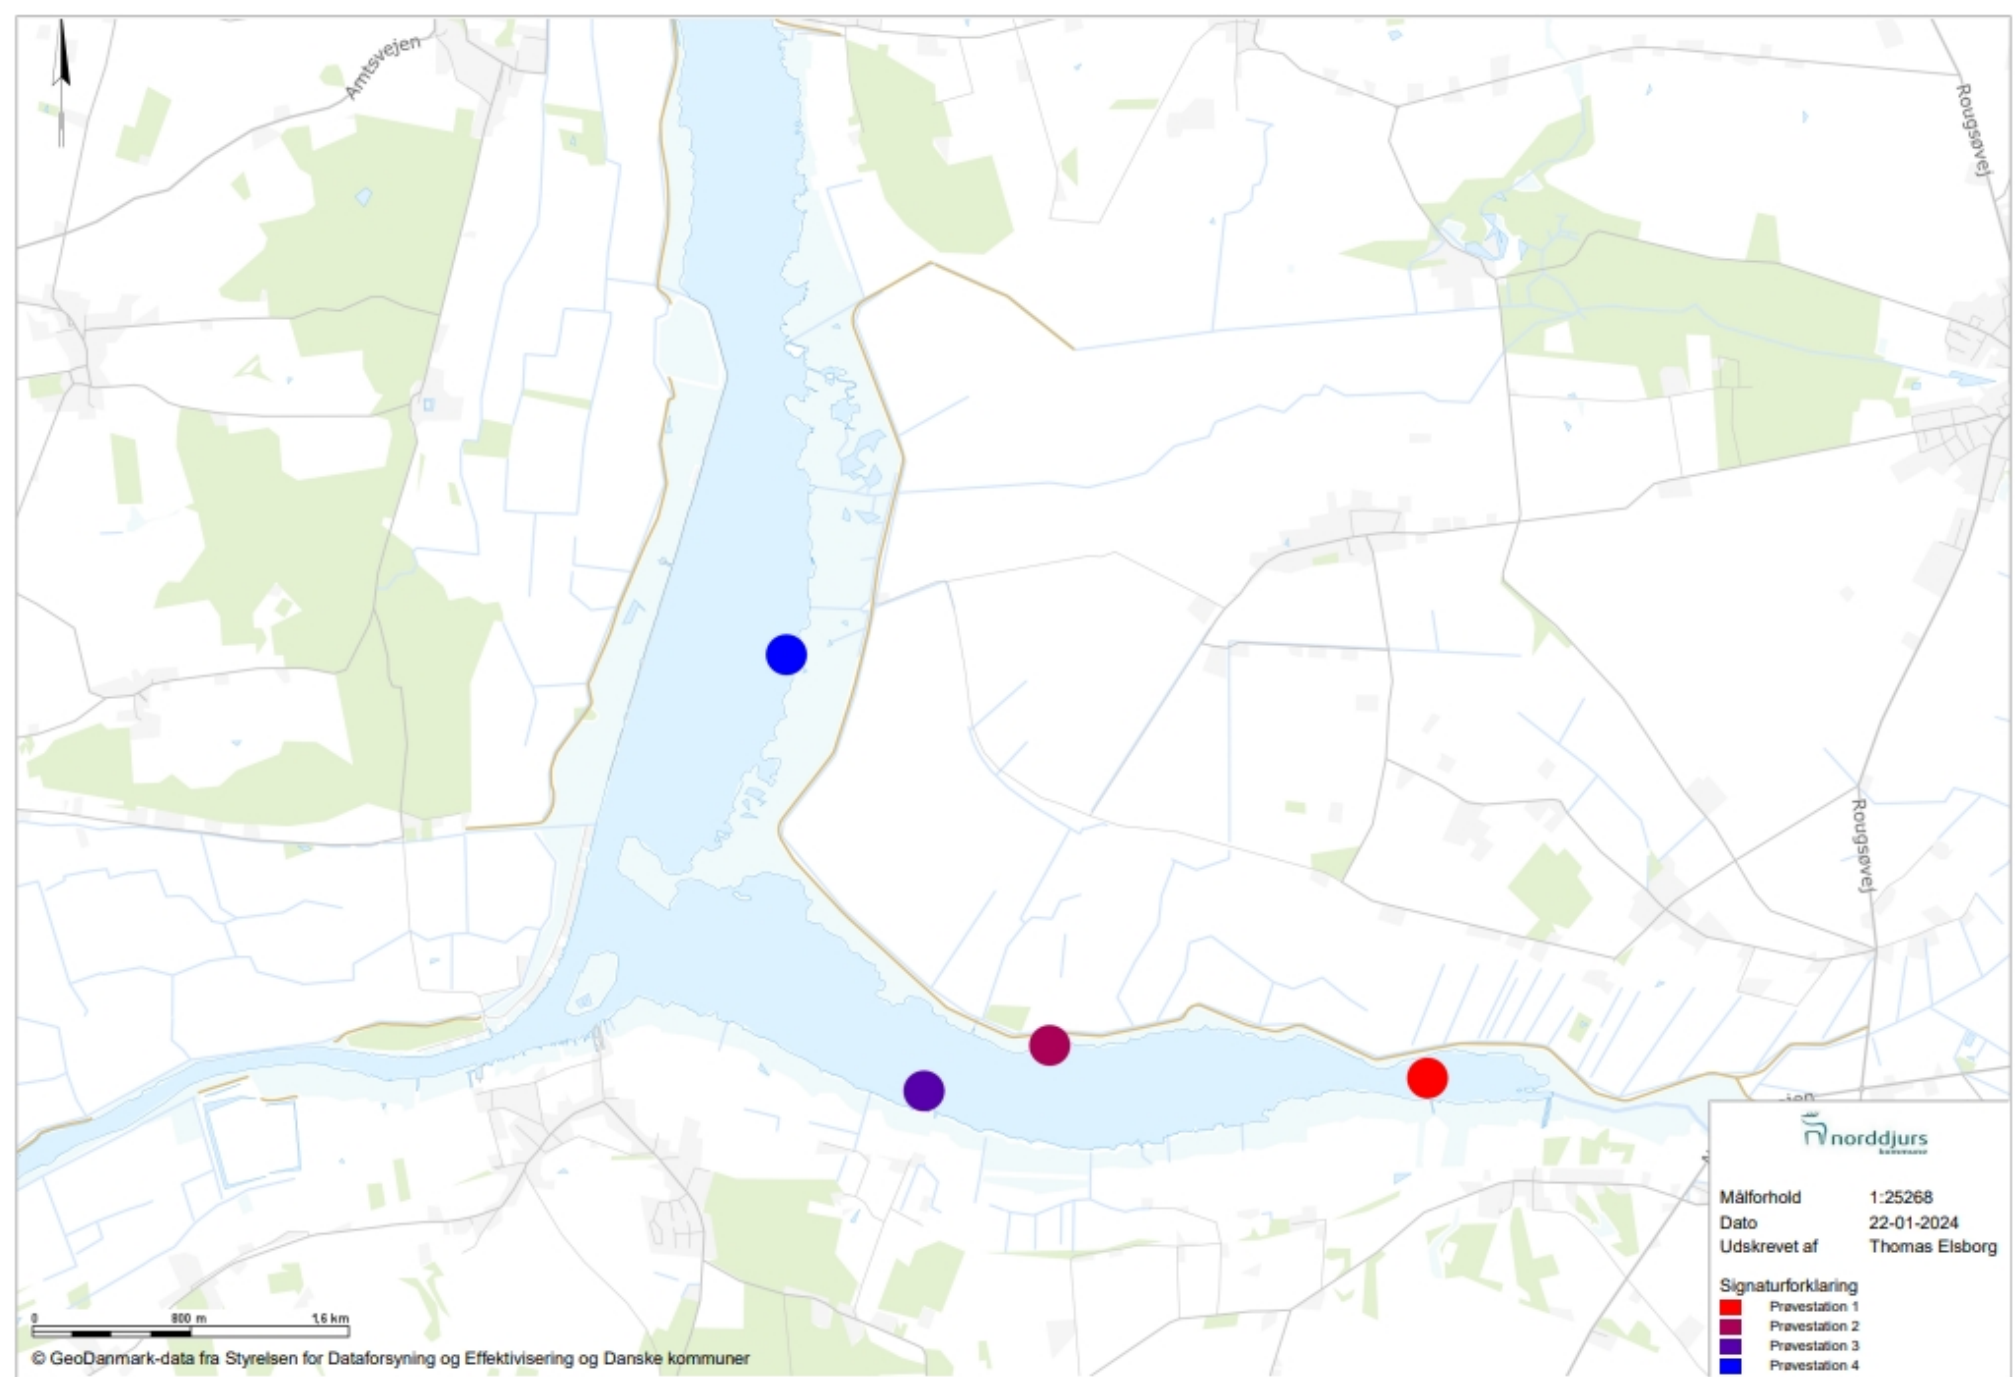 Amtsvejen
Rougsøvej
Rougsøvej
norddjurs
kommune
Målforhold 1:25268
Dato 22-01-2024
Udskrevet af Thomas Elsborg
Signaturforklaring
Prøvestation 1
Prøvestation 2
Prøvestation 3
Prøvestation 4
0 800 m 1,6 km
© GeoDanmark-data fra Styrelsen for Dataforsyning og Effektivisering og Danske kommuner